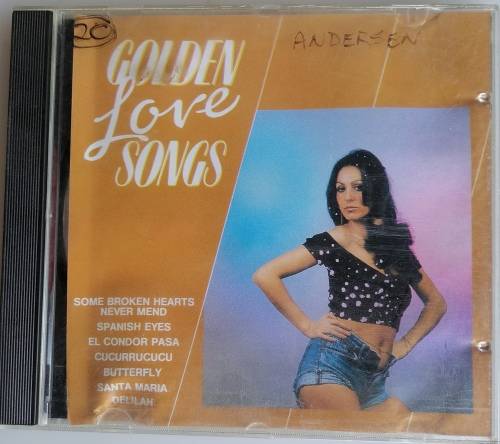 2C
ANDERSEN
GOLDEN
Love
SONGS
SOME BROKEN HEARTS
NEVER MEND
SPANISH EYES
EL CONDOR PASA
CUCURRUCUCU
BUTTERFLY
SANTA MARIA
DELILAH